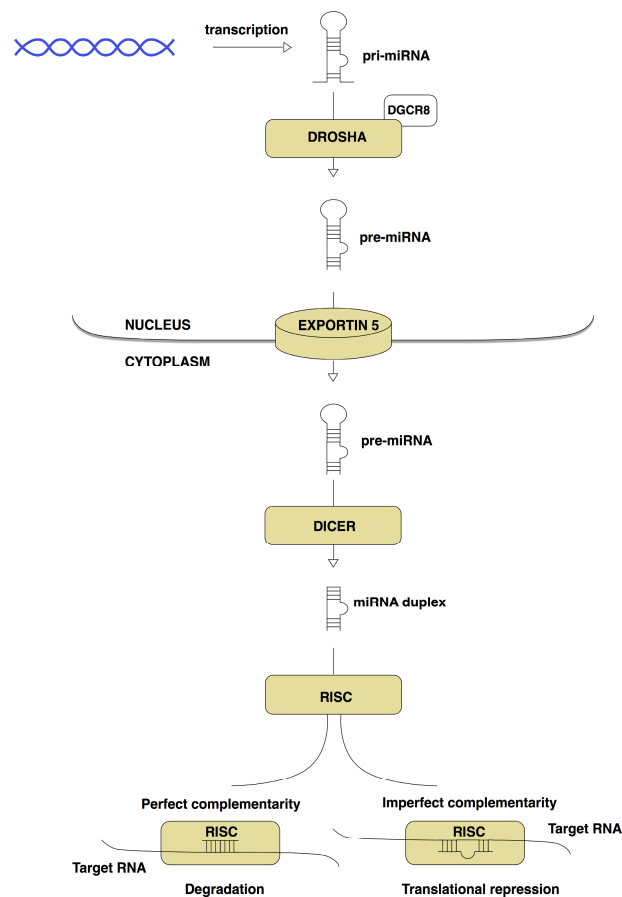 transcription
pri-miRNA
DGCR8
DROSHA
pre-miRNA
NUCLEUS
EXPORTIN 5
CYTOPLASM
pre-miRNA
DICER
miRNA duplex
RISC
Perfect complementarity
Imperfect complementarity
RISC
RISC
Target RNA
Target RNA
Degradation
Translational repression